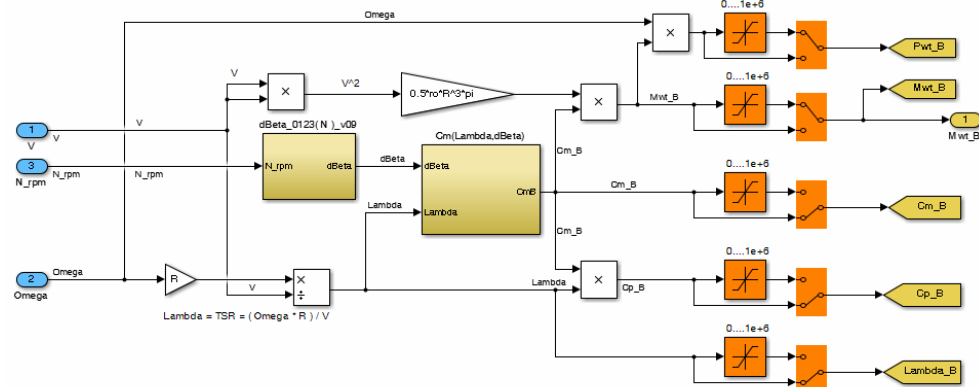 0....1e+6
Omega
×
Pwt_B
V
V^2
0....1e+6
×
0.5*ro*R^3*pi
×
Mwt_B
Mwt_B
1
V
dBeta_0123( N )_v09
Cm(Lambda,dBeta)
1
Mwt_B
V
N_rpm
dBeta
dBeta
dBeta
Cm_B
0....1e+6
3
N_rpm
N_rpm
N_rpm
CmB
Cm_B
Cm_B
Lambda
Lambda
Cm_B
0....1e+6
Omega
2
R
×
÷
V
Lambda
×
Cp_B
Cp_B
Omega
Lambda = TSR = ( Omega * R ) / V
0....1e+6
Lambda_B